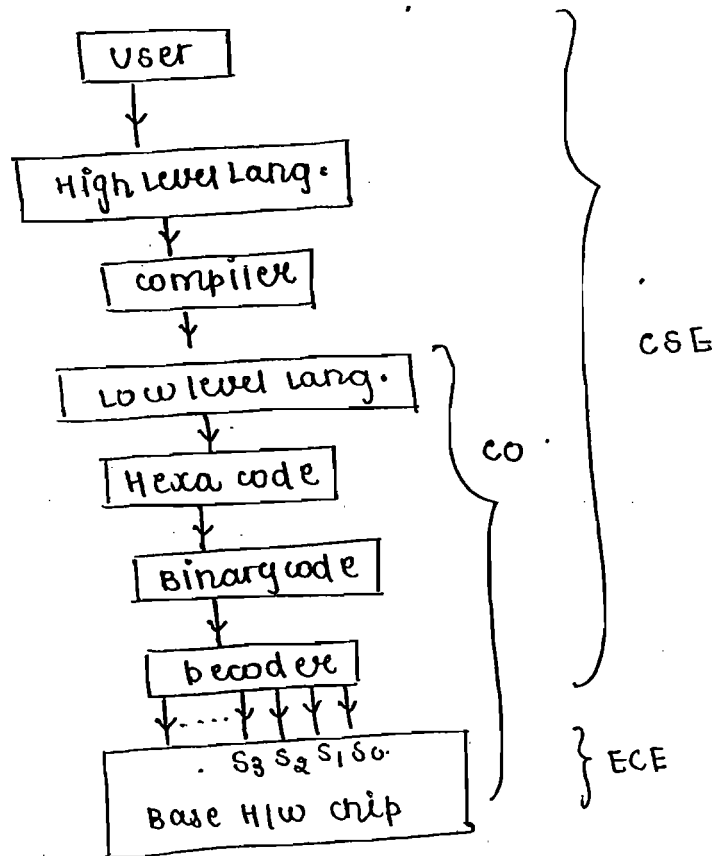 User
High Level Lang.
Compiler
Low level Lang.
Hexa code
Binary code
Decoder
.....
S3 S2 S1 S0.
Base H/W chip
CO
CSE
ECE